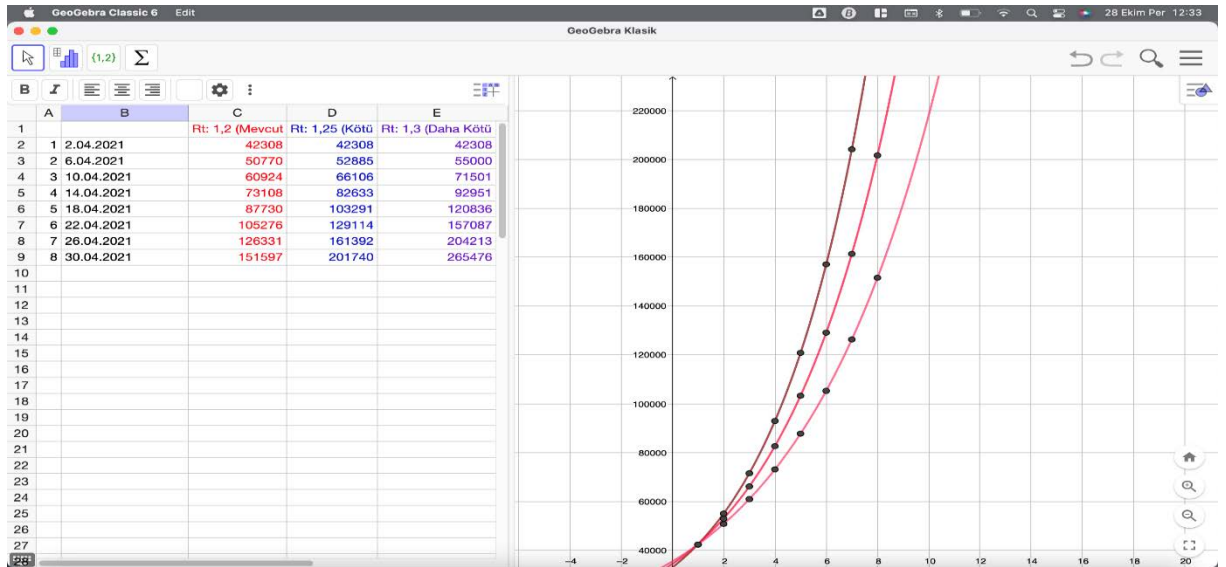 GeoGebra Classic 6 Edit 28 Ekim Per 12:33
GeoGebra Klasik
{1,2} Σ
B I
A B C D E
1 Rt: 1,2 (Mevcut Rt: 1,25 (Kötü Rt: 1,3 (Daha Kötü
2 1 2.04.2021 42308 42308 42308
3 2 6.04.2021 50770 52885 55000
4 3 10.04.2021 60924 66106 71501
5 4 14.04.2021 73108 82633 92951
6 5 18.04.2021 87730 103291 120836
7 6 22.04.2021 105276 129114 157087
8 7 26.04.2021 126331 161392 204213
9 8 30.04.2021 151597 201740 265476
10
11
12
13
14
15
16
17
18
19
20
21
22
23
24
25
26
27
220000
200000
180000
160000
140000
120000
100000
80000
60000
40000
-4 -2 2 4 6 8 10 12 14 16 18 20